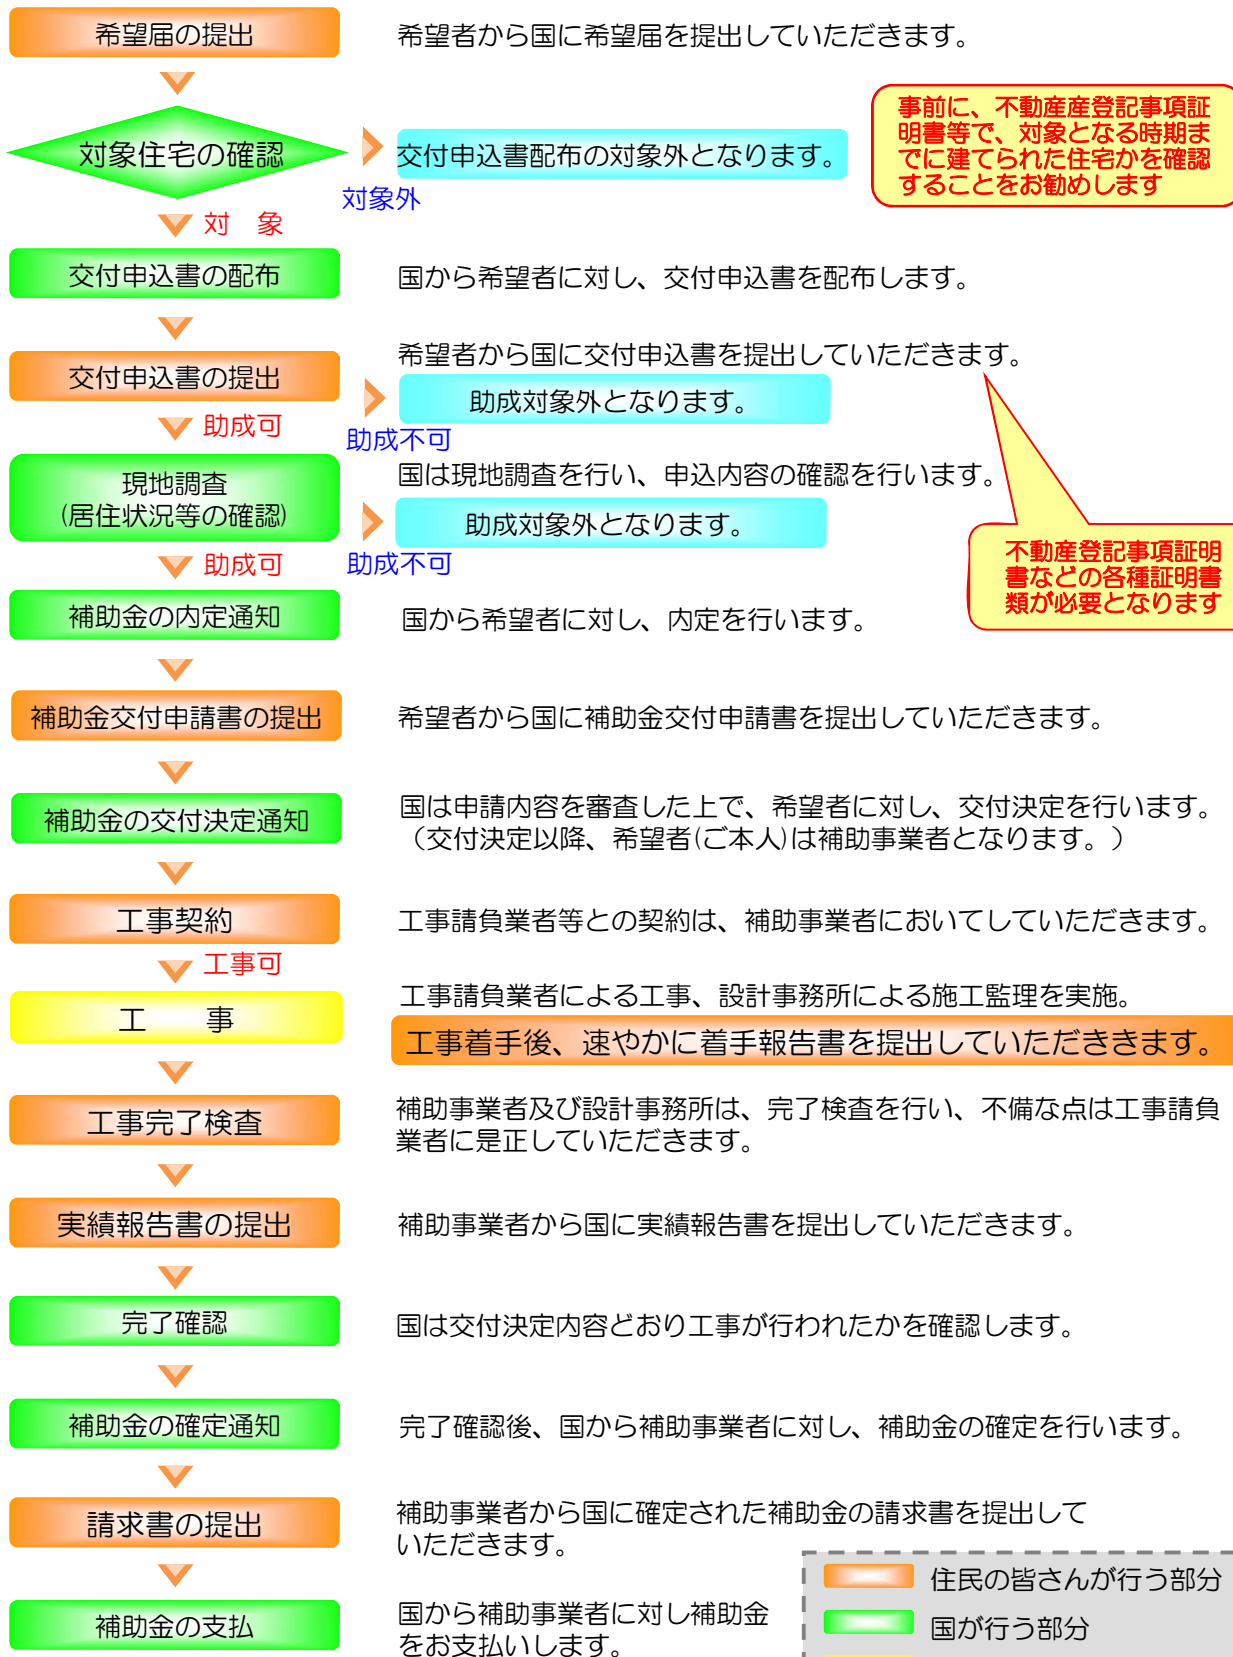 希望届の提出
希望者から国に希望届を提出していただきます。
事前に、不動産産登記事項証
明書等で、対象となる時期ま
でに建てられた住宅かを確認
することをお勧めします
対象住宅の確認
交付申込書配布の対象外となります。
対象外
対　象
交付申込書の配布
国から希望者に対し、交付申込書を配布します。
希望者から国に交付申込書を提出していただきます。
交付申込書の提出
助成対象外となります。
助成可
助成不可
国は現地調査を行い、申込内容の確認を行います。
現地調査
(居住状況等の確認)
助成対象外となります。
不動産登記事項証明
書などの各種証明書
類が必要となります
助成可
助成不可
補助金の内定通知
国から希望者に対し、内定を行います。
補助金交付申請書の提出
希望者から国に補助金交付申請書を提出していただきます。
補助金の交付決定通知
国は申請内容を審査した上で、希望者に対し、交付決定を行います。
（交付決定以降、希望者(ご本人)は補助事業者となります。）
工事契約
工事請負業者等との契約は、補助事業者においてしていただきます。
工事可
工　　事
工事請負業者による工事、設計事務所による施工監理を実施。
工事着手後、速やかに着手報告書を提出していただききます。
工事完了検査
補助事業者及び設計事務所は、完了検査を行い、不備な点は工事請負
業者に是正していただきます。
実績報告書の提出
補助事業者から国に実績報告書を提出していただきます。
完了確認
国は交付決定内容どおり工事が行われたかを確認します。
補助金の確定通知
完了確認後、国から補助事業者に対し、補助金の確定を行います。
請求書の提出
補助事業者から国に確定された補助金の請求書を提出して
いただきます。
補助金の支払
国から補助事業者に対し補助金
をお支払いします。
住民の皆さんが行う部分
国が行う部分